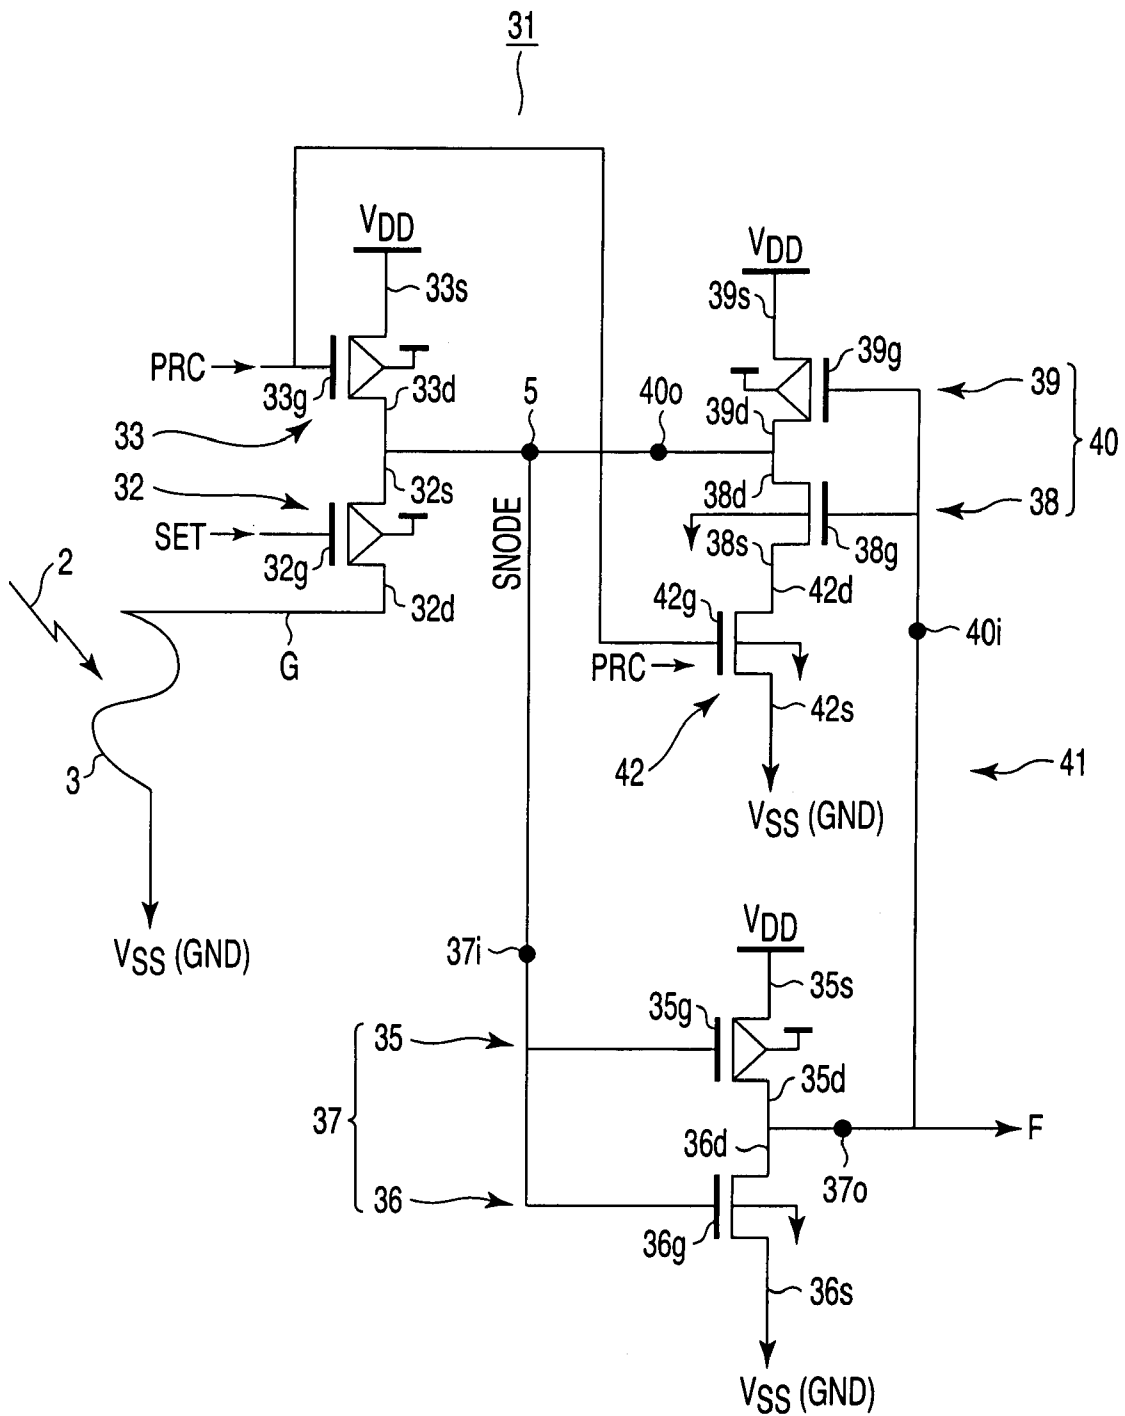 31
VDD
VDD
33s
39s
39g
PRC
33g
33d
5
40o
39d
39
40
33
32
32s
38d
38
SET
SNODE
38s
38g
32g
32d
42g
42d
2
40i
G
PRC
42s
3
42
41
VSS (GND)
VSS (GND)
VDD
37i
35s
35g
35
35d
37
36d
F
36
37o
36g
36s
VSS (GND)